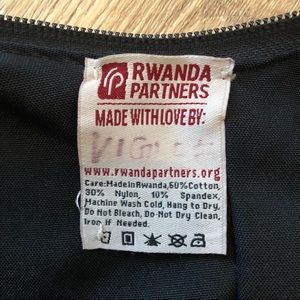 RWANDA
PARTNERS
MADE WITH LOVE BY:
www.rwandapartners.org
Care:MadeinRwanda,60%Cotton,
30% Nylon, 10% Spandex,
Machine Wash Cold, Hang to Dry,
Do Not Bleach, Do Not Dry Clean,
Iron if Needed.